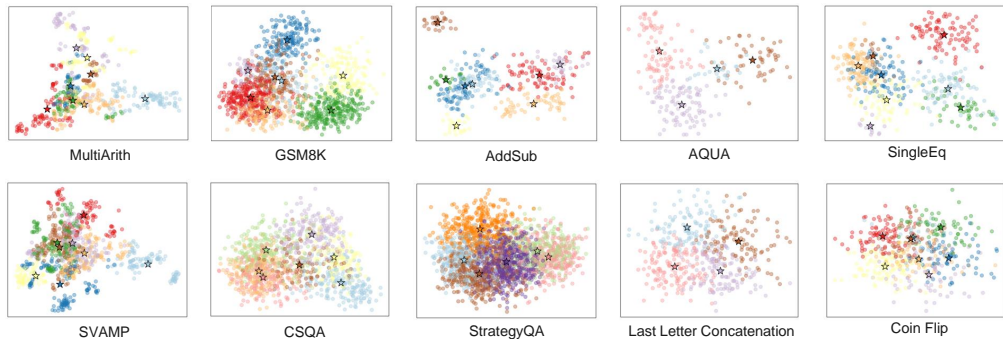 MultiArith
GSM8K
AddSub
AQUA
SingleEq
SVAMP
CSQA
StrategyQA
Last Letter Concatenation
Coin Flip